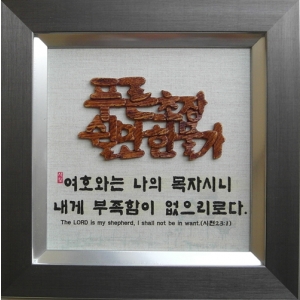 푸른초장
쉴만한물가
여호와는 나의 목자시니
내게 부족함이 없으리로다.
The LORD is my shepherd, I shall not be in want.(시편23:1)